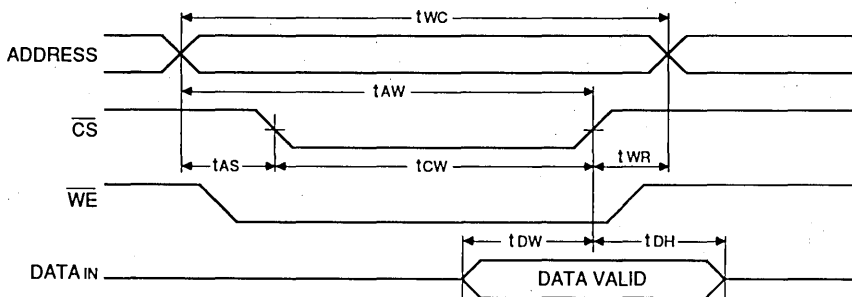 tWC
ADDRESS
tAW
CS
tAS
tCW
tWR
WE
tDW
tDH
DATA IN
DATA VALID